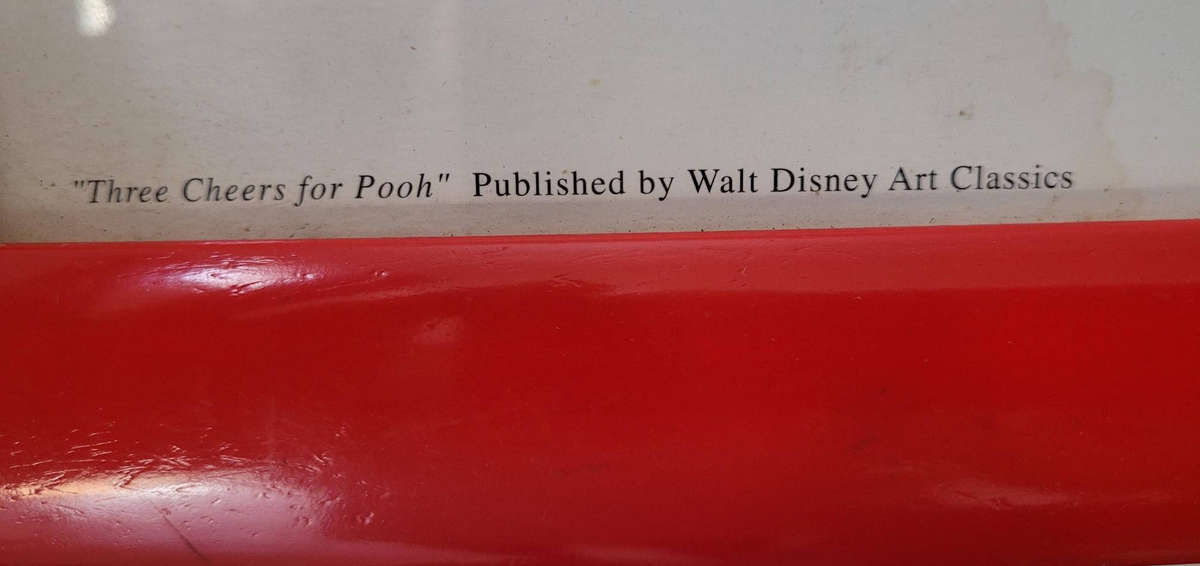 "Three Cheers for Pooh" Published by Walt Disney Art Classics